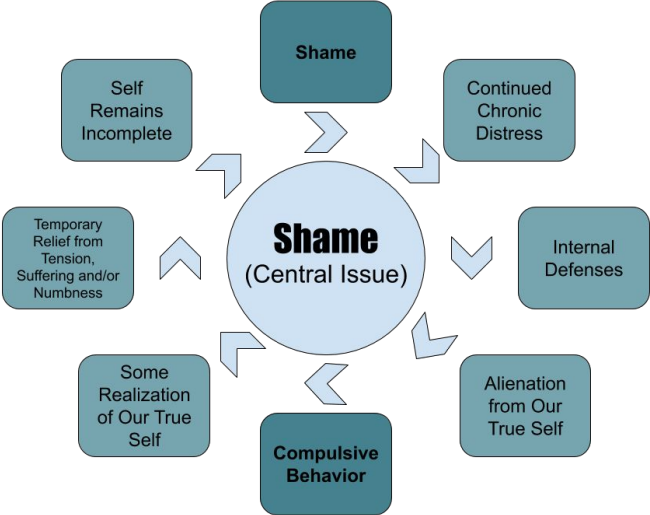 Shame
Continued
Chronic
Distress
Internal
Defenses
Alienation
from Our
True Self
Compulsive
Behavior
Some
Realization
of Our True
Self
Temporary
Relief from
Tension,
Suffering and/or
Numbness
Self
Remains
Incomplete
Shame
(Central Issue)